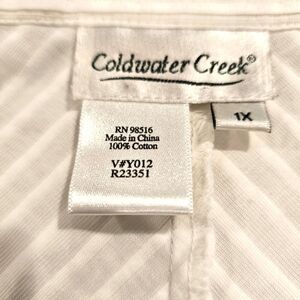 Coldwater Creek®
1X
RN 98516
Made in China
100% Cotton
V#Y012
R23351